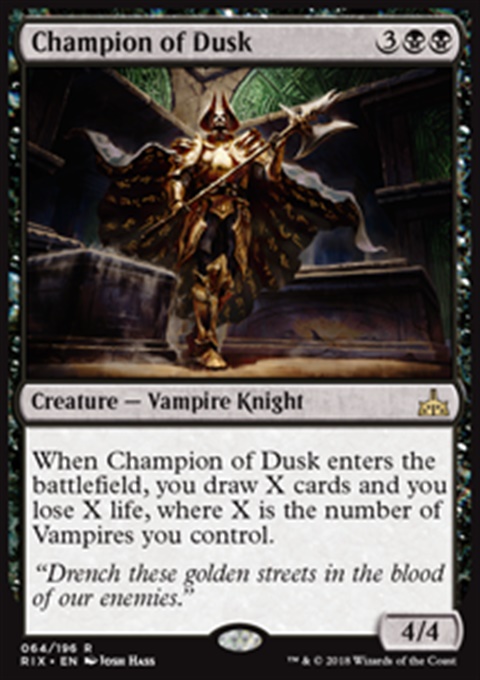 Champion of Dusk 3
Creature — Vampire Knight
When Champion of Dusk enters the
battlefield, you draw X cards and you
lose X life, where X is the number of
Vampires you control.
“Drench these golden streets in the blood
of our enemies.”
4/4
064/196 R
RIX • EN Josh Hass
™ & © 2018 Wizards of the Coast